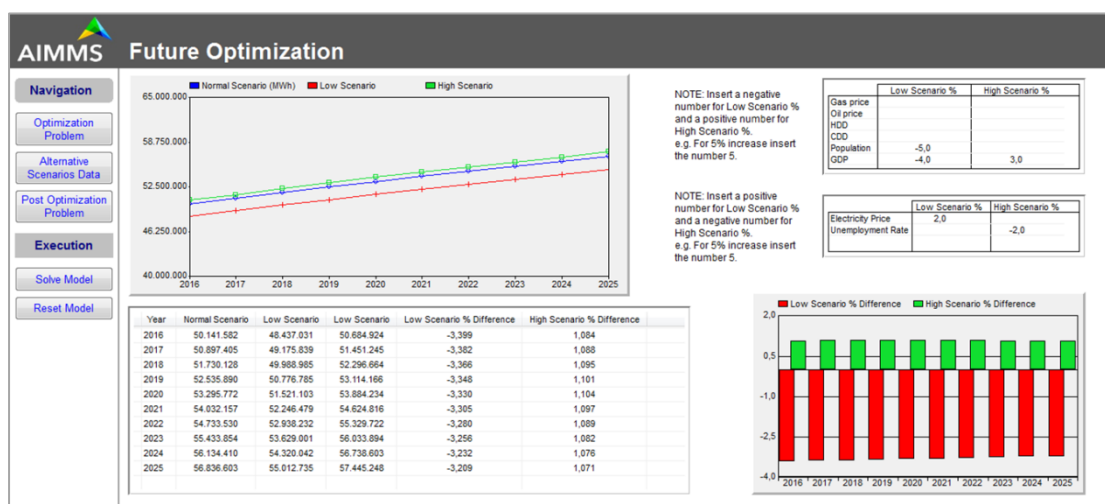 AIMMS
Future Optimization
Navigation
Optimization
Problem
Alternative
Scenarios Data
Post Optimization
Problem
Execution
Solve Model
Reset Model
Normal Scenario (MWh) Low Scenario High Scenario
65.000.000
58.750.000
52.500.000
46.250.000
40.000.000
2016 2017 2018 2019 2020 2021 2022 2023 2024 2025
NOTE: Insert a negative
number for Low Scenario %
and a positive number for
High Scenario %.
e.g. For 5% increase insert
the number 5.
Low Scenario % High Scenario %
Gas price
Oil price
HDD
CDD
Population -5,0
GDP -4,0 3,0
NOTE: Insert a positive
number for Low Scenario %
and a negative number for
High Scenario %.
e.g. For 5% increase insert
the number 5.
Low Scenario % High Scenario %
Electricity Price 2,0
Unemployment Rate -2,0
Year Normal Scenario Low Scenario Low Scenario Low Scenario % Difference High Scenario % Difference
2016 50.141.582 48.437.031 50.684.924 -3,399 1,084
2017 50.897.405 49.175.839 51.451.245 -3,382 1,088
2018 51.730.128 49.988.985 52.296.664 -3,366 1,095
2019 52.535.890 50.776.785 53.114.166 -3,348 1,101
2020 53.295.772 51.521.103 53.884.234 -3,330 1,104
2021 54.032.157 52.246.479 54.624.816 -3,305 1,097
2022 54.733.530 52.938.232 55.329.722 -3,280 1,089
2023 55.433.854 53.629.001 56.033.894 -3,256 1,082
2024 56.134.410 54.320.042 56.738.603 -3,232 1,076
2025 56.836.603 55.012.735 57.445.248 -3,209 1,071
Low Scenario % Difference High Scenario % Difference
2,0
0,5
-1,0
-2,5
-4,0
2016 2017 2018 2019 2020 2021 2022 2023 2024 2025